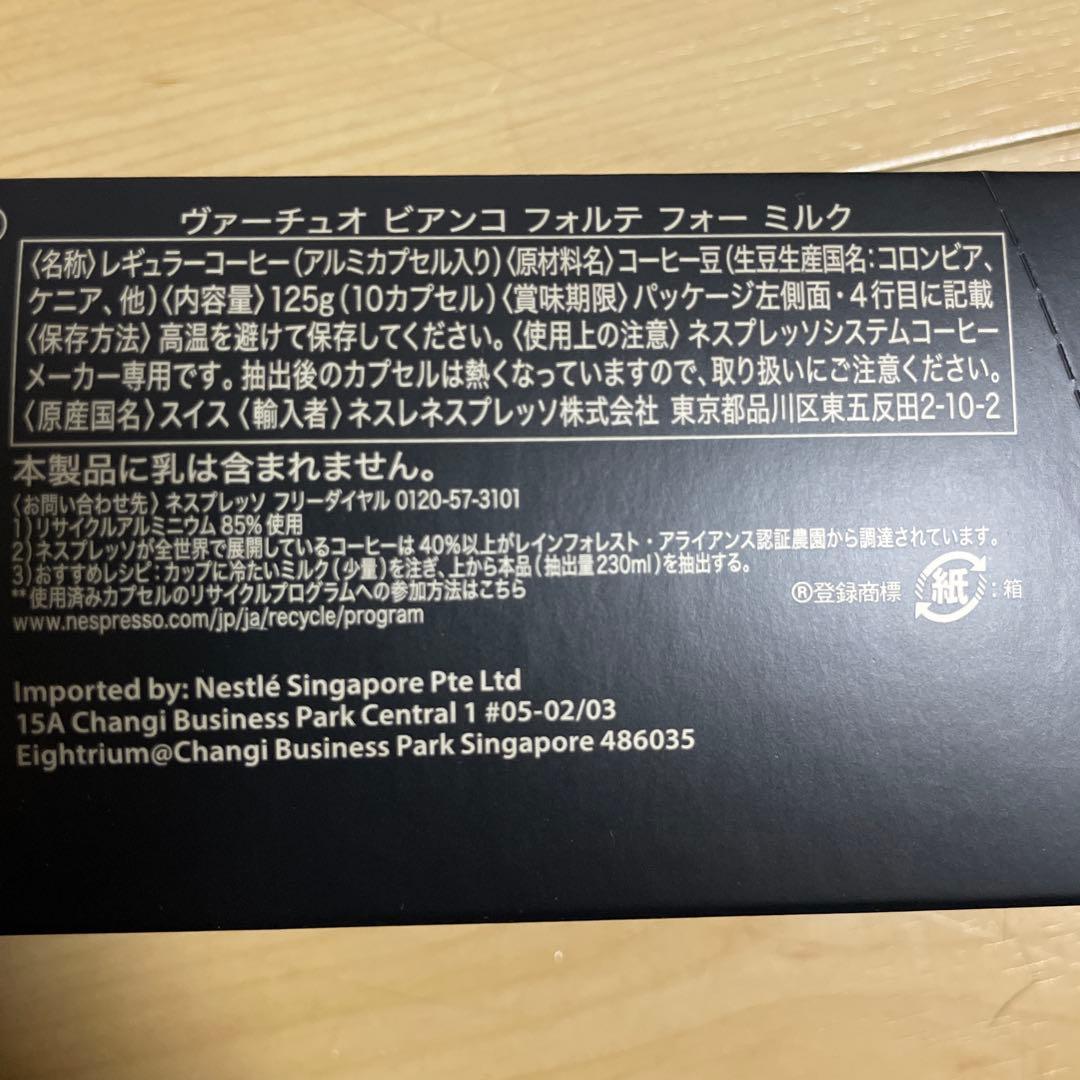 ヴァーチュオ ビアンコ フォルテ フォー ミルク
〈名称〉レギュラーコーヒー(アルミカプセル入り)〈原材料名〉コーヒー豆(生豆生産国名:コロンビア、
ケニア、他)〈内容量〉125g(10カプセル)〈賞味期限〉パッケージ左側面・4行目に記載
〈保存方法〉高温を避けて保存してください。〈使用上の注意〉ネスプレッソシステムコーヒー
メーカー専用です。抽出後のカプセルは熱くなっていますので、取り扱いにご注意ください。
〈原産国名〉スイス〈輸入者〉ネスレネスプレッソ株式会社 東京都品川区東五反田2-10-2
本製品に乳は含まれません。
〈お問い合わせ先〉ネスプレッソ フリーダイヤル 0120-57-3101
1)リサイクルアルミニウム 85% 使用
2)ネスプレッソが全世界で展開しているコーヒーは 40%以上がレインフォレスト・アライアンス認証農園から調達されています。
3)おすすめレシピ:カップに冷たいミルク(少量)を注ぎ、上から本品(抽出量230ml)を抽出する。
**使用済みカプセルのリサイクルプログラムへの参加方法はこちら
www.nespresso.com/jp/ja/recycle/program
®登録商標 紙:箱
Imported by: Nestlé Singapore Pte Ltd
15A Changi Business Park Central 1 #05-02/03
Eightrium@Changi Business Park Singapore 486035